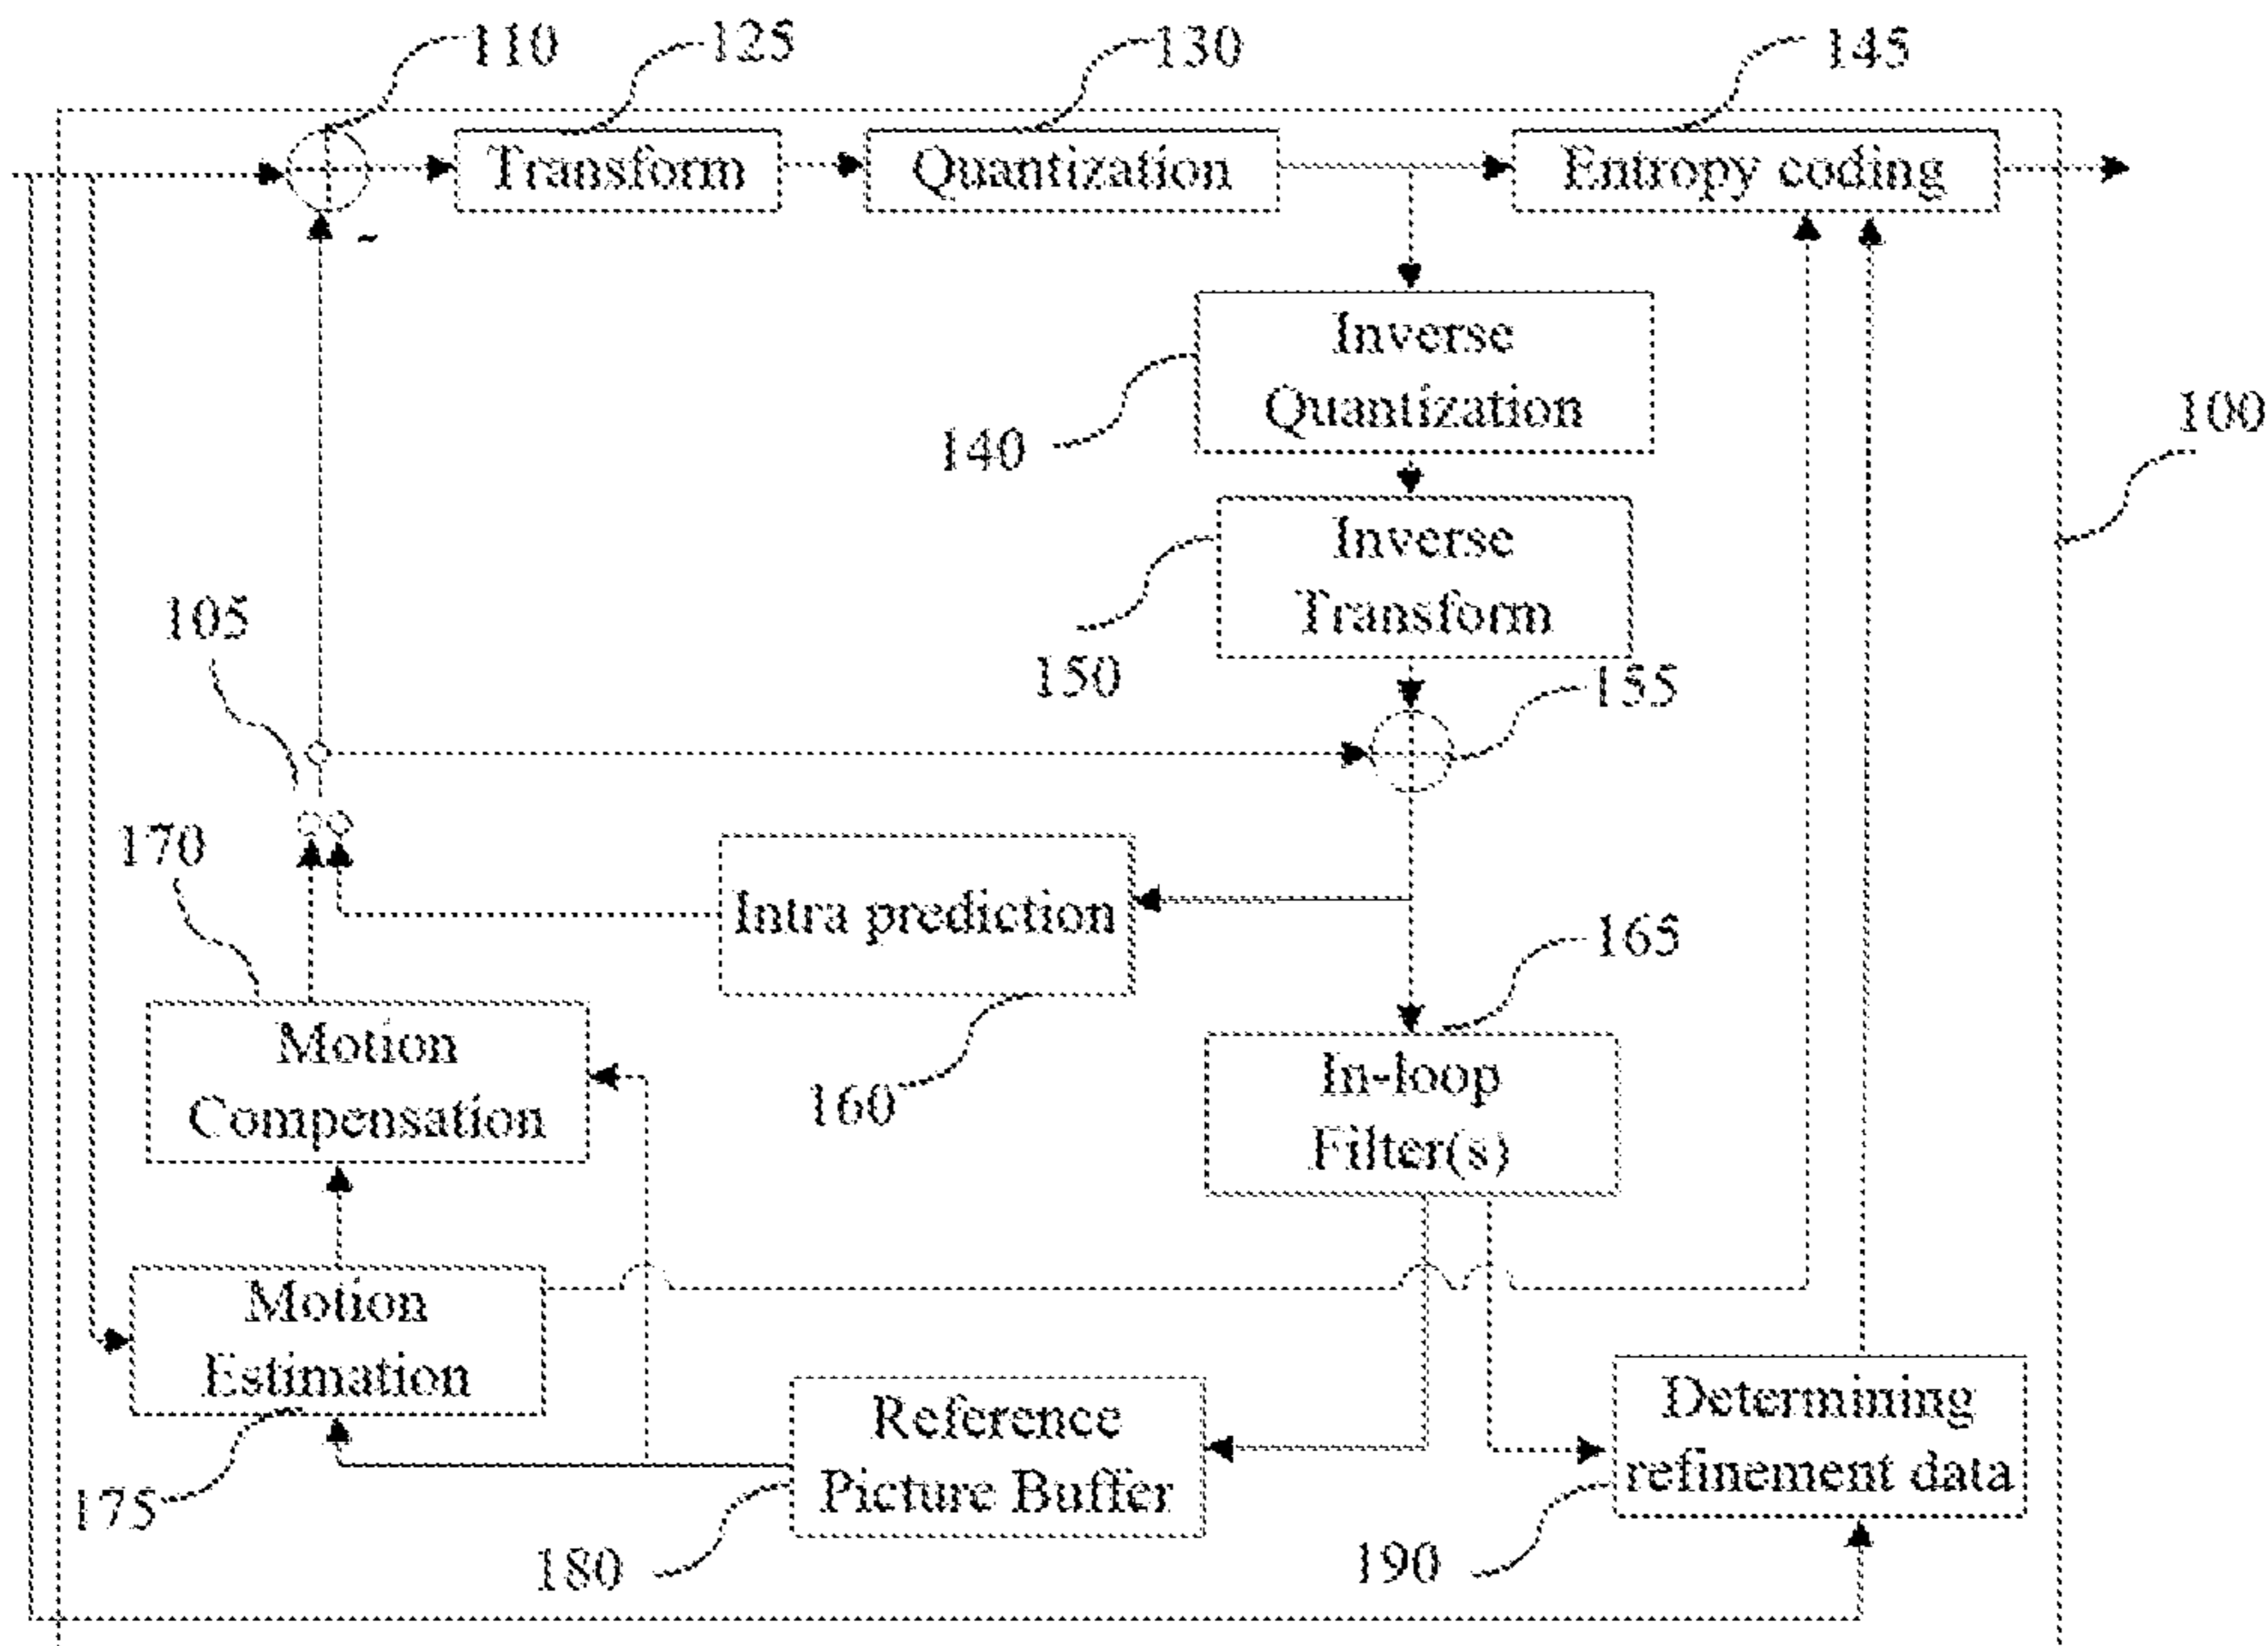 110
125
130
145
Transform
Quantization
Entropy coding
-
Inverse
Quantization
140
100
Inverse
Transform
105
150
155
170
Intra prediction
165
Motion
Compensation
160
In-loop
Filter(s)
Motion
Estimation
Reference
Picture Buffer
Determining
refinement data
175
180
190